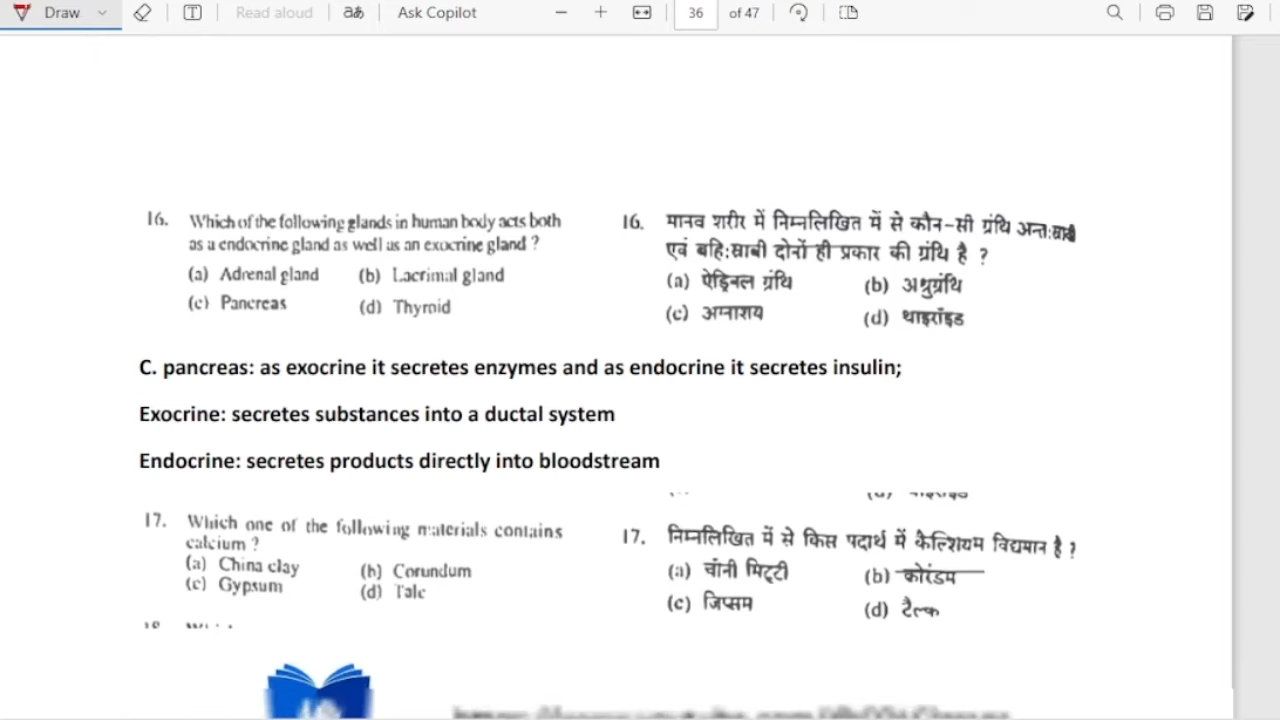 Draw
Read aloud
Ask Copilot
36
of 47
16. Which of the following glands in human body acts both
as a endocrine gland as well as an exocrine gland ?
(a) Adrenal gland (b) Lacrimal gland
(c) Pancreas (d) Thyroid
16. मानव शरीर में निम्नलिखित में से कौन-सी ग्रंथि अन्तःस्रावी
एवं बहिःस्राबी दोनों ही प्रकार की ग्रंथि है ?
(a) ऐड्रिनल ग्रंथि (b) अश्रुग्रंथि
(c) अग्नाशय (d) थाइरॉइड
C. pancreas: as exocrine it secretes enzymes and as endocrine it secretes insulin;
Exocrine: secretes substances into a ductal system
Endocrine: secretes products directly into bloodstream
17. Which one of the following materials contains
calcium ?
(a) China clay (b) Corundum
(c) Gypsum (d) Talc
17. निम्नलिखित में से किस पदार्थ में कैल्शियम विद्यमान है ?
(a) चीनी मिट्टी (b) कोरंडम
(c) जिप्सम (d) टैल्क